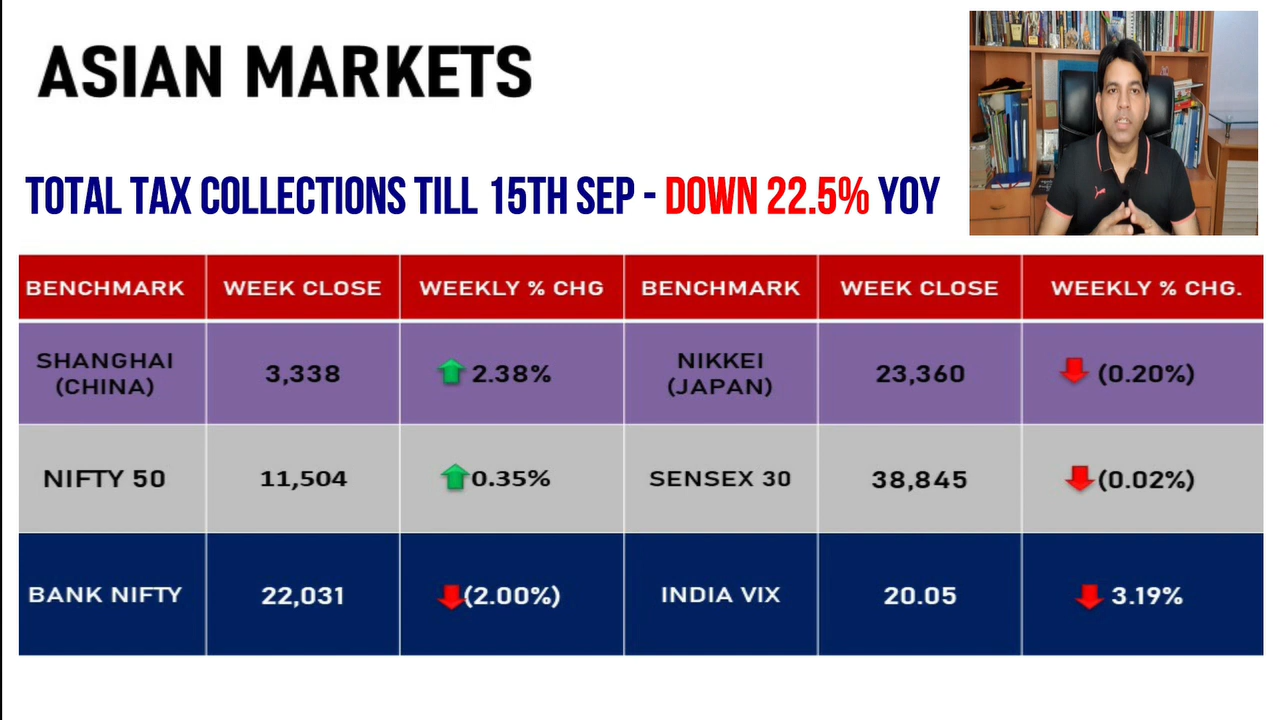 ASIAN MARKETS
TOTAL TAX COLLECTIONS TILL 15TH SEP - DOWN 22.5% YOY
BENCHMARK WEEK CLOSE WEEKLY % CHG BENCHMARK WEEK CLOSE WEEKLY % CHG.
SHANGHAI (CHINA) 3,338 2.38% NIKKEI (JAPAN) 23,360 (0.20%)
NIFTY 50 11,504 0.35% SENSEX 30 38,845 (0.02%)
BANK NIFTY 22,031 (2.00%) INDIA VIX 20.05 3.19%